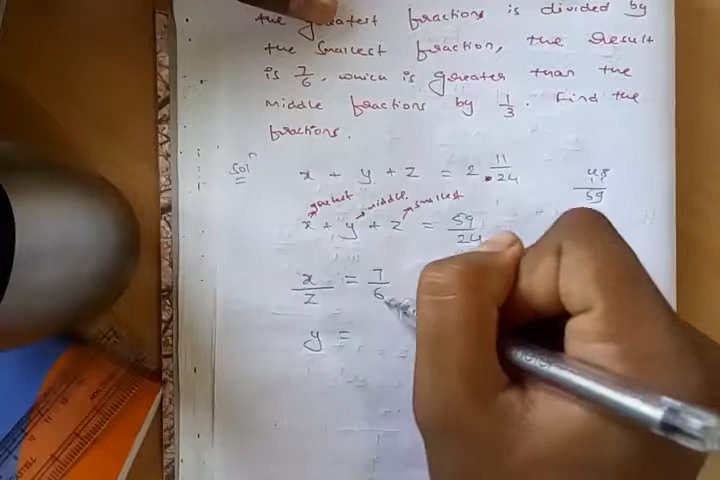 the greatest fractions is divided by
the smallest fraction, the result
is 7/6, which is greater than the
middle fractions by 1/3. Find the
fractions.
Solⁿ x + y + z = 2 11/24
48
11
59
greatest middle smallest
x + y + z = 59/24
x/z = 7/6
y =